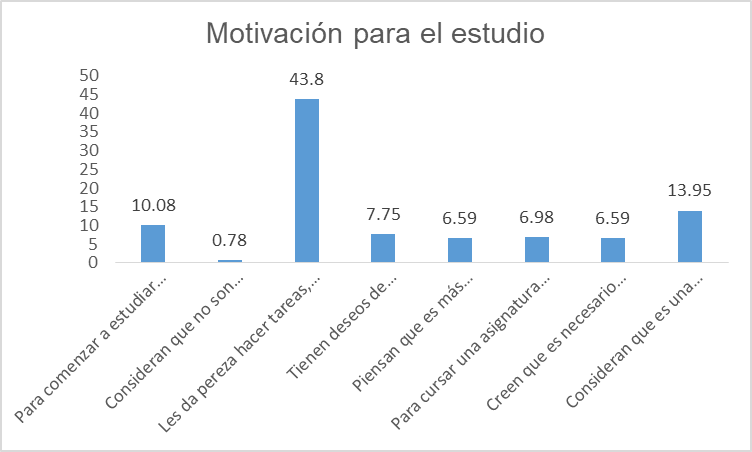 Motivación para el estudio
50
45
40
35
30
25
20
15
10
5
0
10.08
0.78
43.8
7.75
6.59
6.98
6.59
13.95
Para comenzar a estudiar...
Consideran que no son...
Les da pereza hacer tareas,...
Tienen deseos de...
Piensan que es más...
Para cursar una asignatura...
Creen que es necesario...
Consideran que es una...